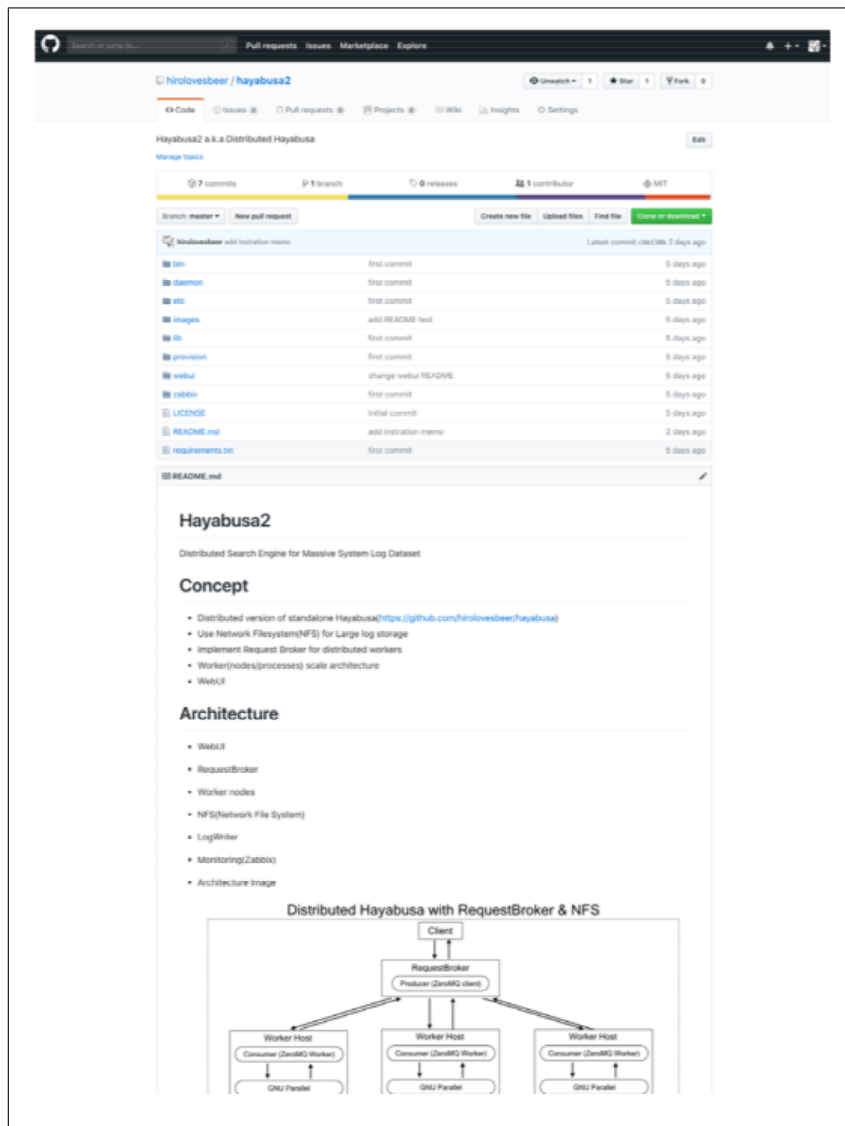 Search or jump to...
Pull requests Issues Marketplace Explore
hirolovesbeer / hayabusa2
Unwatch 1 Star 1 Fork 0
Code Issues 0 Pull requests 0 Projects 0 Wiki Insights Settings
Hayabusa2 a.k.a Distributed Hayabusa Edit
Manage topics
7 commits 1 branch 0 releases 1 contributor MIT
Branch: master New pull request Create new file Upload files Find file Clone or download
hirolovesbeer add instration memo Latest commit 2 days ago
bin first commit 5 days ago
daemon first commit 5 days ago
etc first commit 5 days ago
images add README text 5 days ago
lib first commit 5 days ago
provision first commit 5 days ago
webui change webui README 5 days ago
zabbix first commit 5 days ago
LICENSE Initial commit 5 days ago
README.md add instration memo 2 days ago
requirements.txt first commit 5 days ago
README.md
Hayabusa2
Distributed Search Engine for Massive System Log Dataset
Concept
• Distributed version of standalone Hayabusa(https://github.com/hirolovesbeer/hayabusa)
• Use Network Filesystem(NFS) for Large log storage
• Implement Request Broker for distributed workers
• Worker(nodes/processes) scale architecture
• WebUI
Architecture
• WebUI
• RequestBroker
• Worker nodes
• NFS(Network File System)
• LogWriter
• Monitoring(Zabbix)
• Architecture Image
Distributed Hayabusa with RequestBroker & NFS
Client
RequestBroker
Producer (ZeroMQ client)
Worker Host Worker Host Worker Host
Consumer (ZeroMQ Worker) Consumer (ZeroMQ Worker) Consumer (ZeroMQ Worker)
GNU Parallel GNU Parallel GNU Parallel